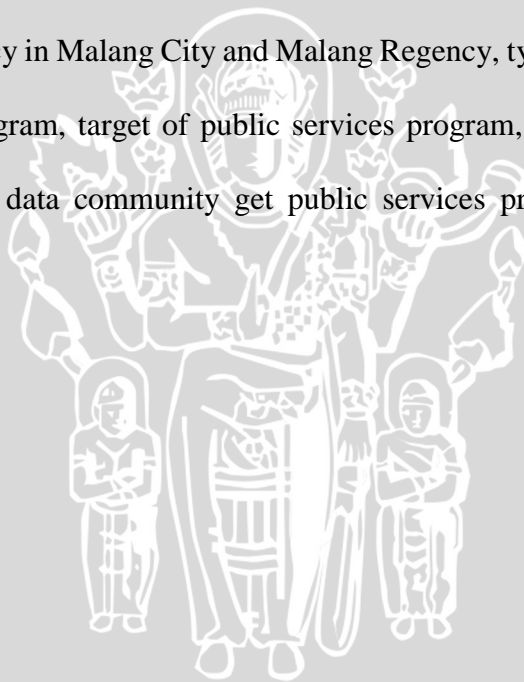 cy in Malang City and Malang Regency, ty
gram, target of public services program,
data community get public services pr